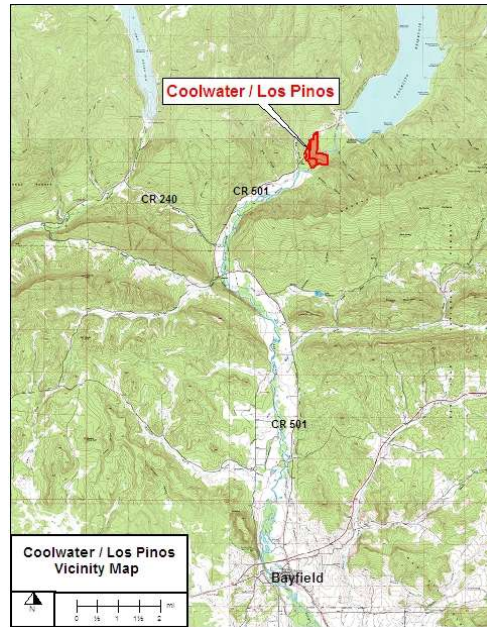 Coolwater / Los Pinos
CR 501
CR 240
CR 501
Bayfield
Coolwater / Los Pinos
Vicinity Map
N
0 ½ 1 1½ 2 mi